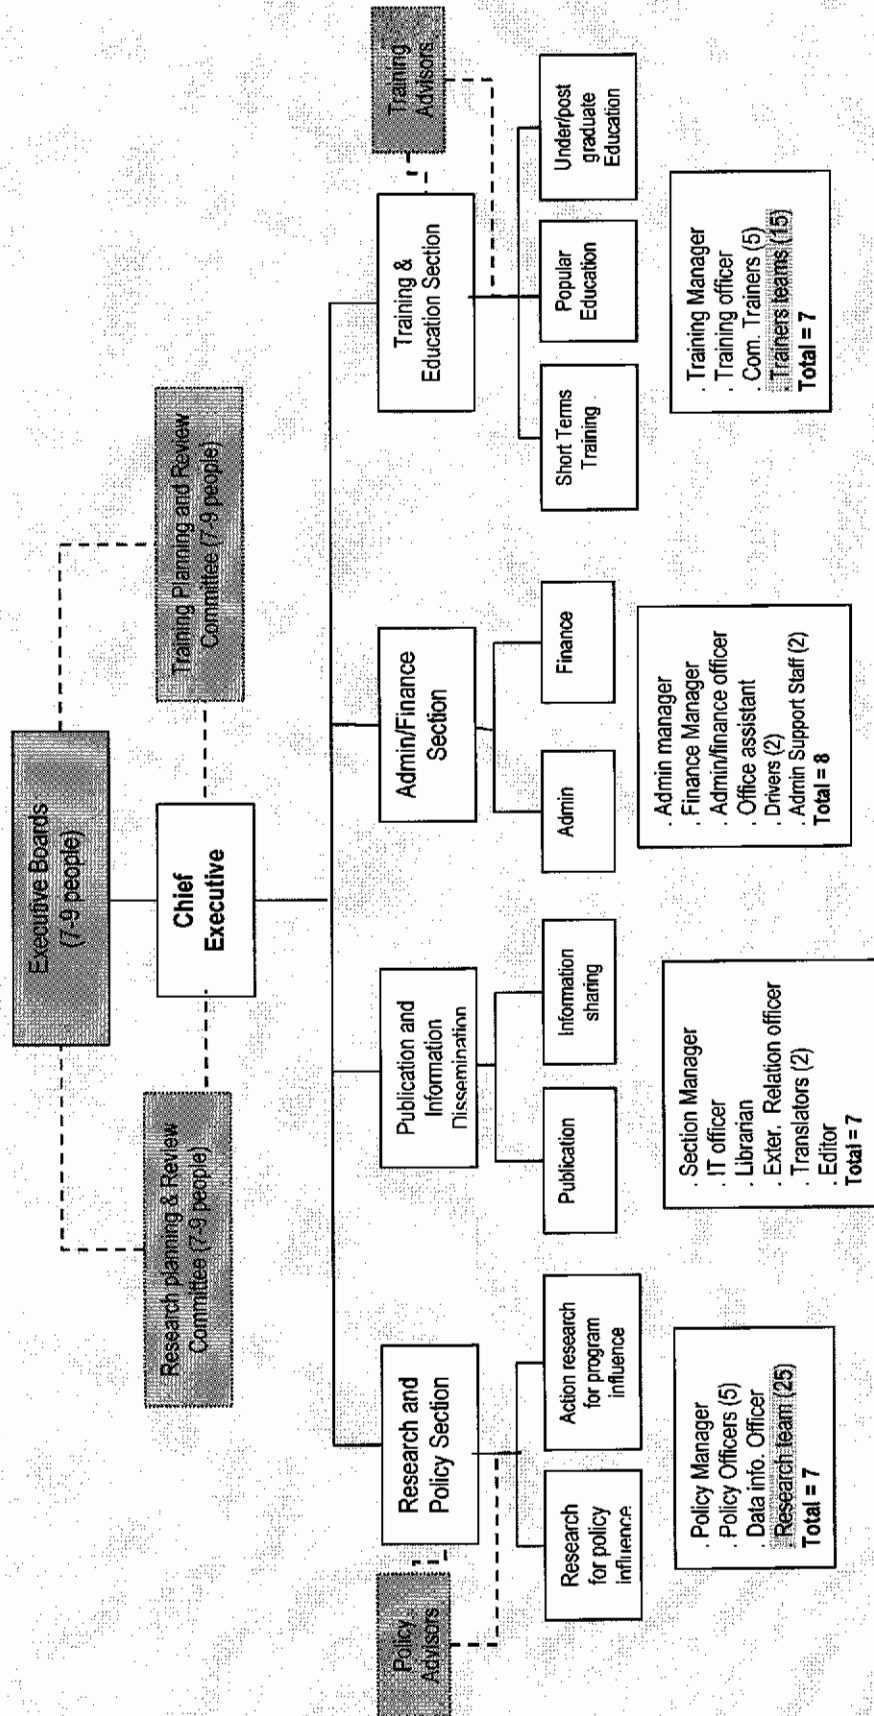 Executive Boards
(7-9 people)
Research planning & Review
Committee (7-9 people)
Chief
Executive
Training Planning and Review
Committee (7-9 people)
Policy
Advisors
Research and
Policy Section
Publication and
Information
Dissemination
Admin/Finance
Section
Training &
Education Section
Training
Advisors
Research
for policy
influence
Action research
for program
influence
Publication
Information
sharing
Admin
Finance
Short Terms
Training
Popular
Education
Under/post
graduate
Education
. Policy Manager
. Policy Officers (5)
. Data info. Officer
. Research team (25)
Total = 7
. Section Manager
. IT officer
. Librarian
. Exter. Relation officer
. Translators (2)
. Editor
Total = 7
. Admin manager
. Finance Manager
. Admin/finance officer
. Office assistant
. Drivers (2)
. Admin Support Staff (2)
Total = 8
. Training Manager
. Training officer
. Com. Trainers (5)
. Trainers teams (15)
Total = 7